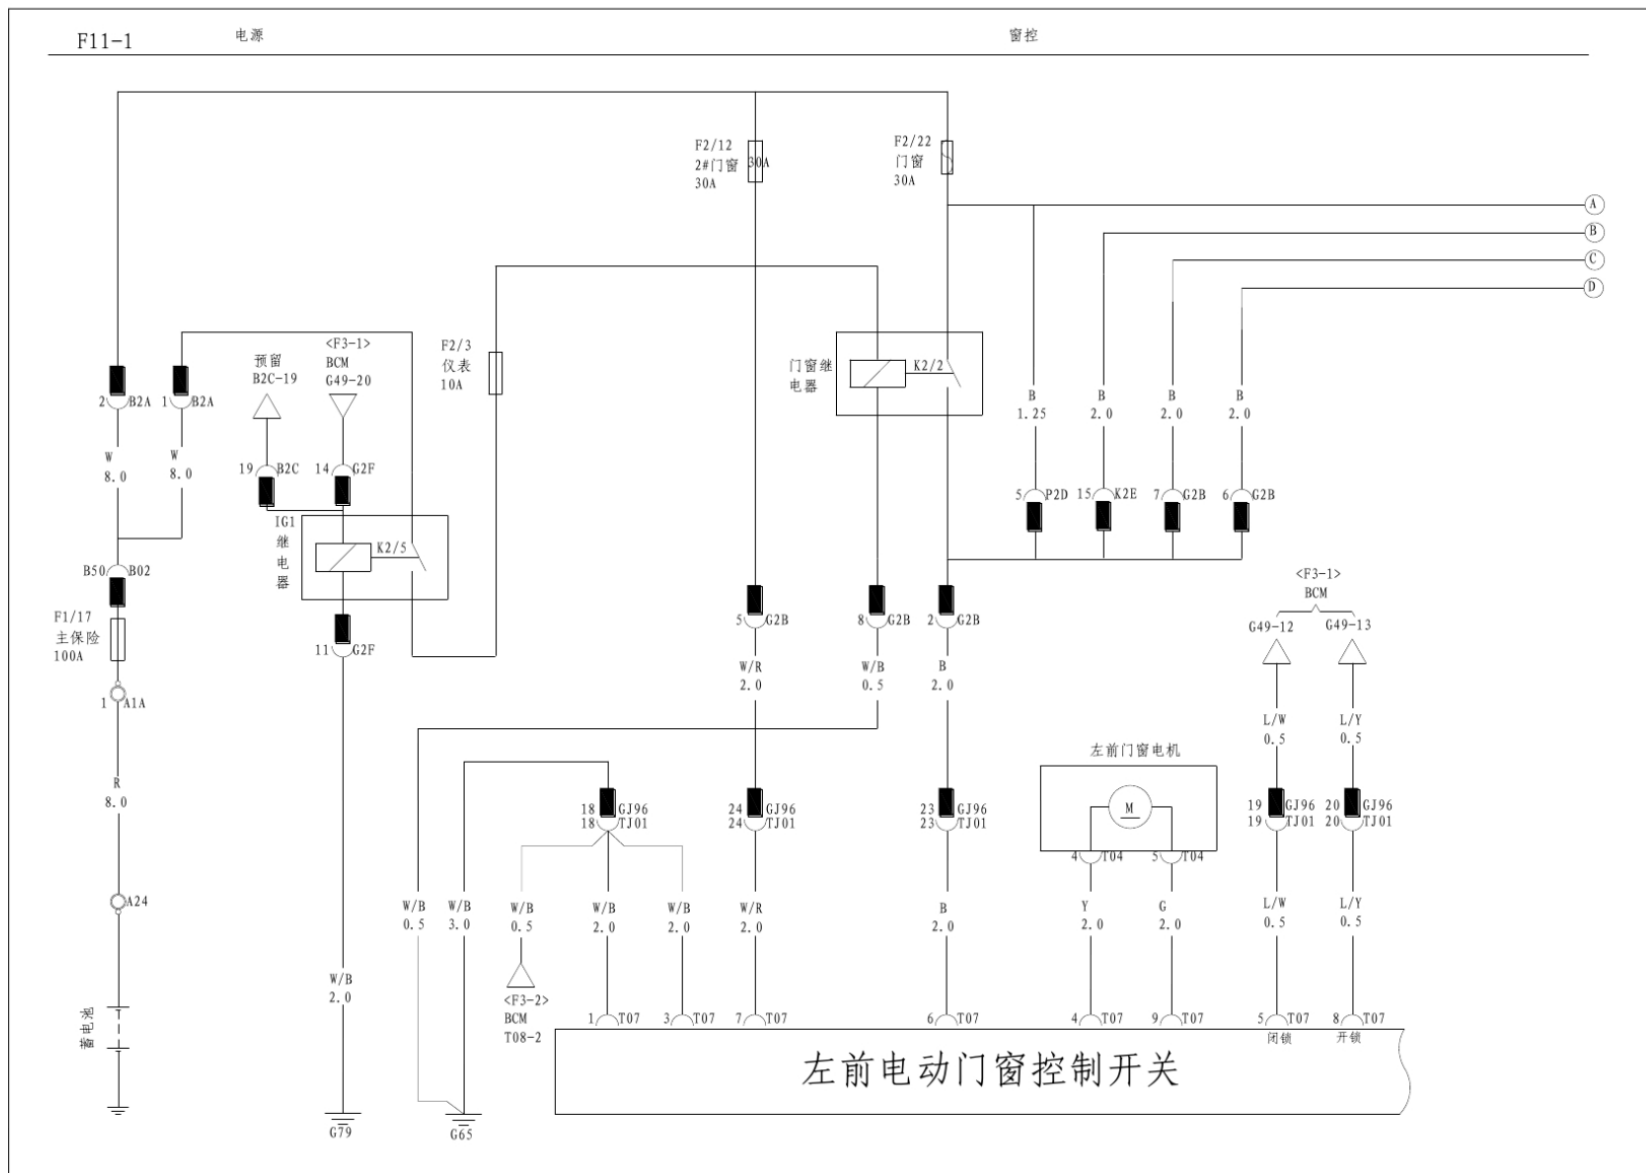 F11-1
电源
窗控
F2/12
2#门窗
30A
30A
F2/22
门窗
30A
A
B
C
D
预留
B2C-19
<F3-1>
BCM
G49-20
F2/3
仪表
10A
门窗继
电器
K2/2
2 B2A
1 B2A
W
8.0
W
8.0
19 B2C
14 G2F
B
1.25
B
2.0
B
2.0
B
2.0
5 P2D
15 K2E
7 G2B
6 G2B
IG1
继
电
器
K2/5
B50 B02
F1/17
主保险
100A
11 G2F
5 G2B
8 G2B
2 G2B
<F3-1>
BCM
G49-12
G49-13
W/R
2.0
W/B
0.5
B
2.0
1 A1A
L/W
0.5
L/Y
0.5
左前门窗电机
M
R
8.0
18 GJ96
18 TJ01
24 GJ96
24 TJ01
23 GJ96
23 TJ01
19 GJ96
19 TJ01
20 GJ96
20 TJ01
4 T04
5 T04
A24
W/B
0.5
W/B
3.0
W/B
0.5
W/B
2.0
W/B
2.0
W/R
2.0
B
2.0
Y
2.0
G
2.0
L/W
0.5
L/Y
0.5
W/B
2.0
<F3-2>
BCM
T08-2
蓄电池
1 T07
3 T07
7 T07
6 T07
4 T07
9 T07
5 T07
8 T07
闭锁
开锁
左前电动门窗控制开关
G79
G65